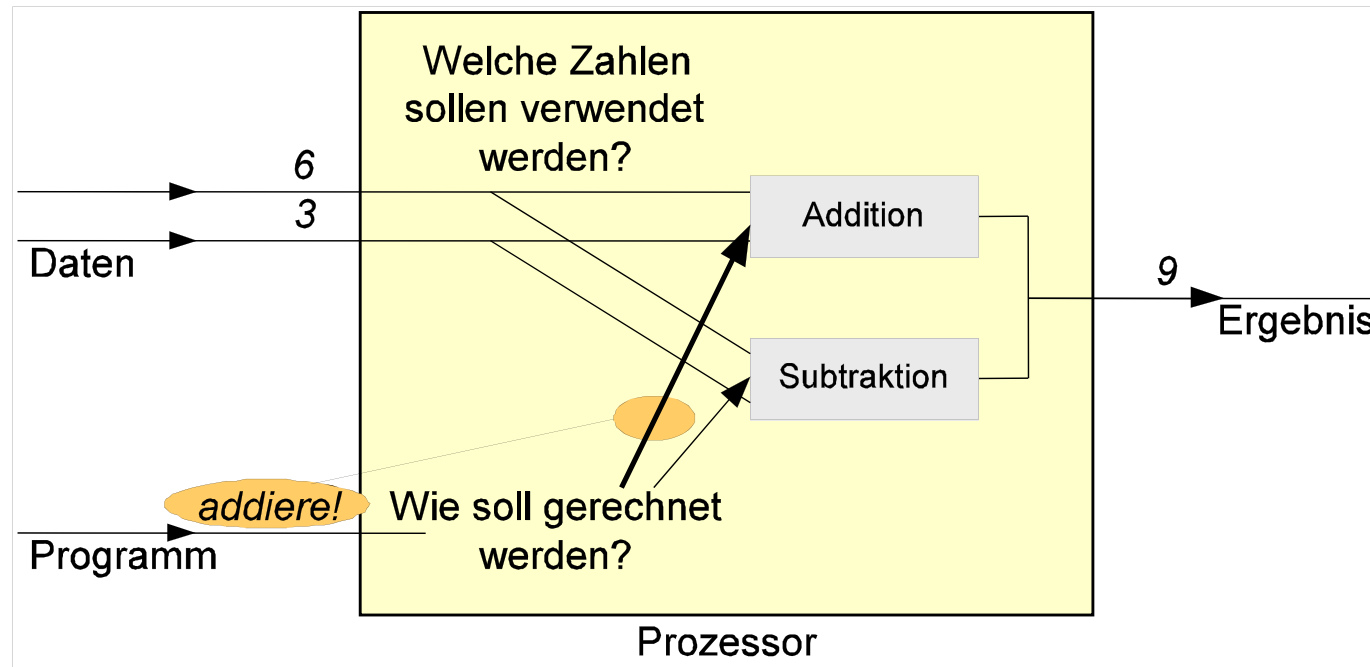 Welche Zahlen
sollen verwendet
werden?
6
3
Daten
Addition
9
Ergebnis
Subtraktion
addiere!
Wie soll gerechnet
werden?
Programm
Prozessor